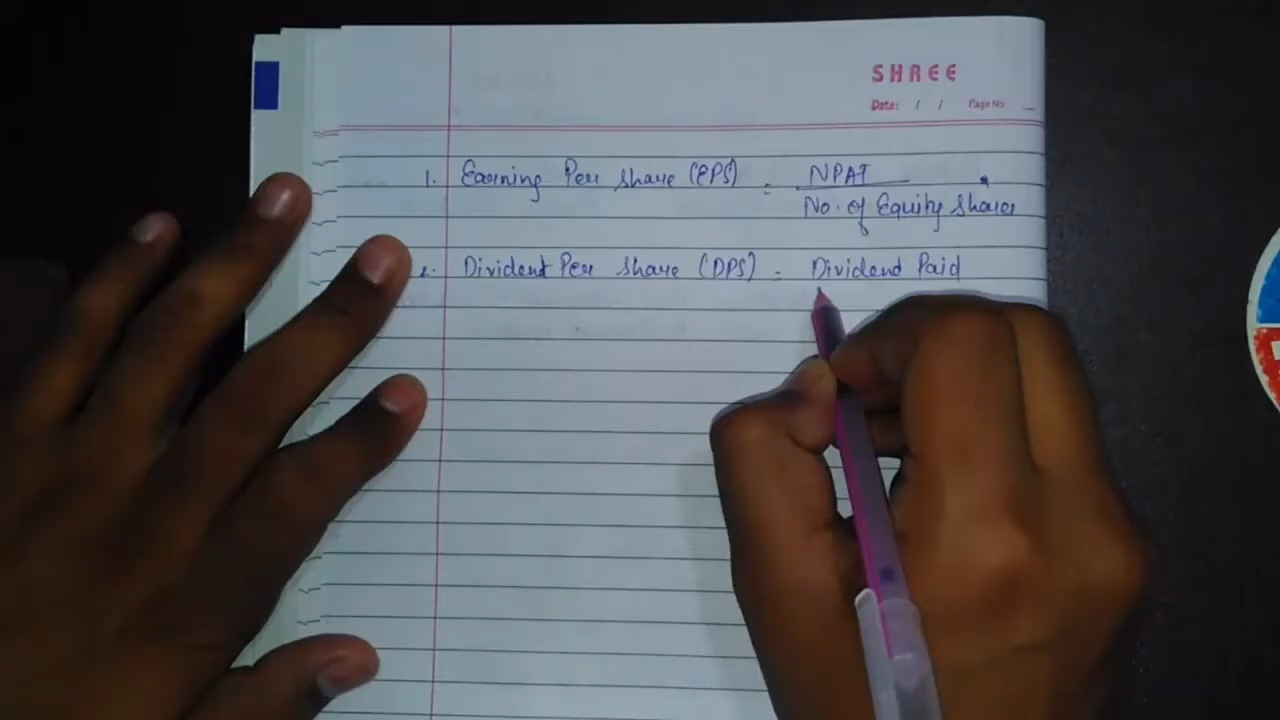 SHREE
Date: / / Page No
1. Earning Per Share (EPS) = NPAT
No. of Equity Shares
2. Dividend Per Share (DPS) = Dividend Paid